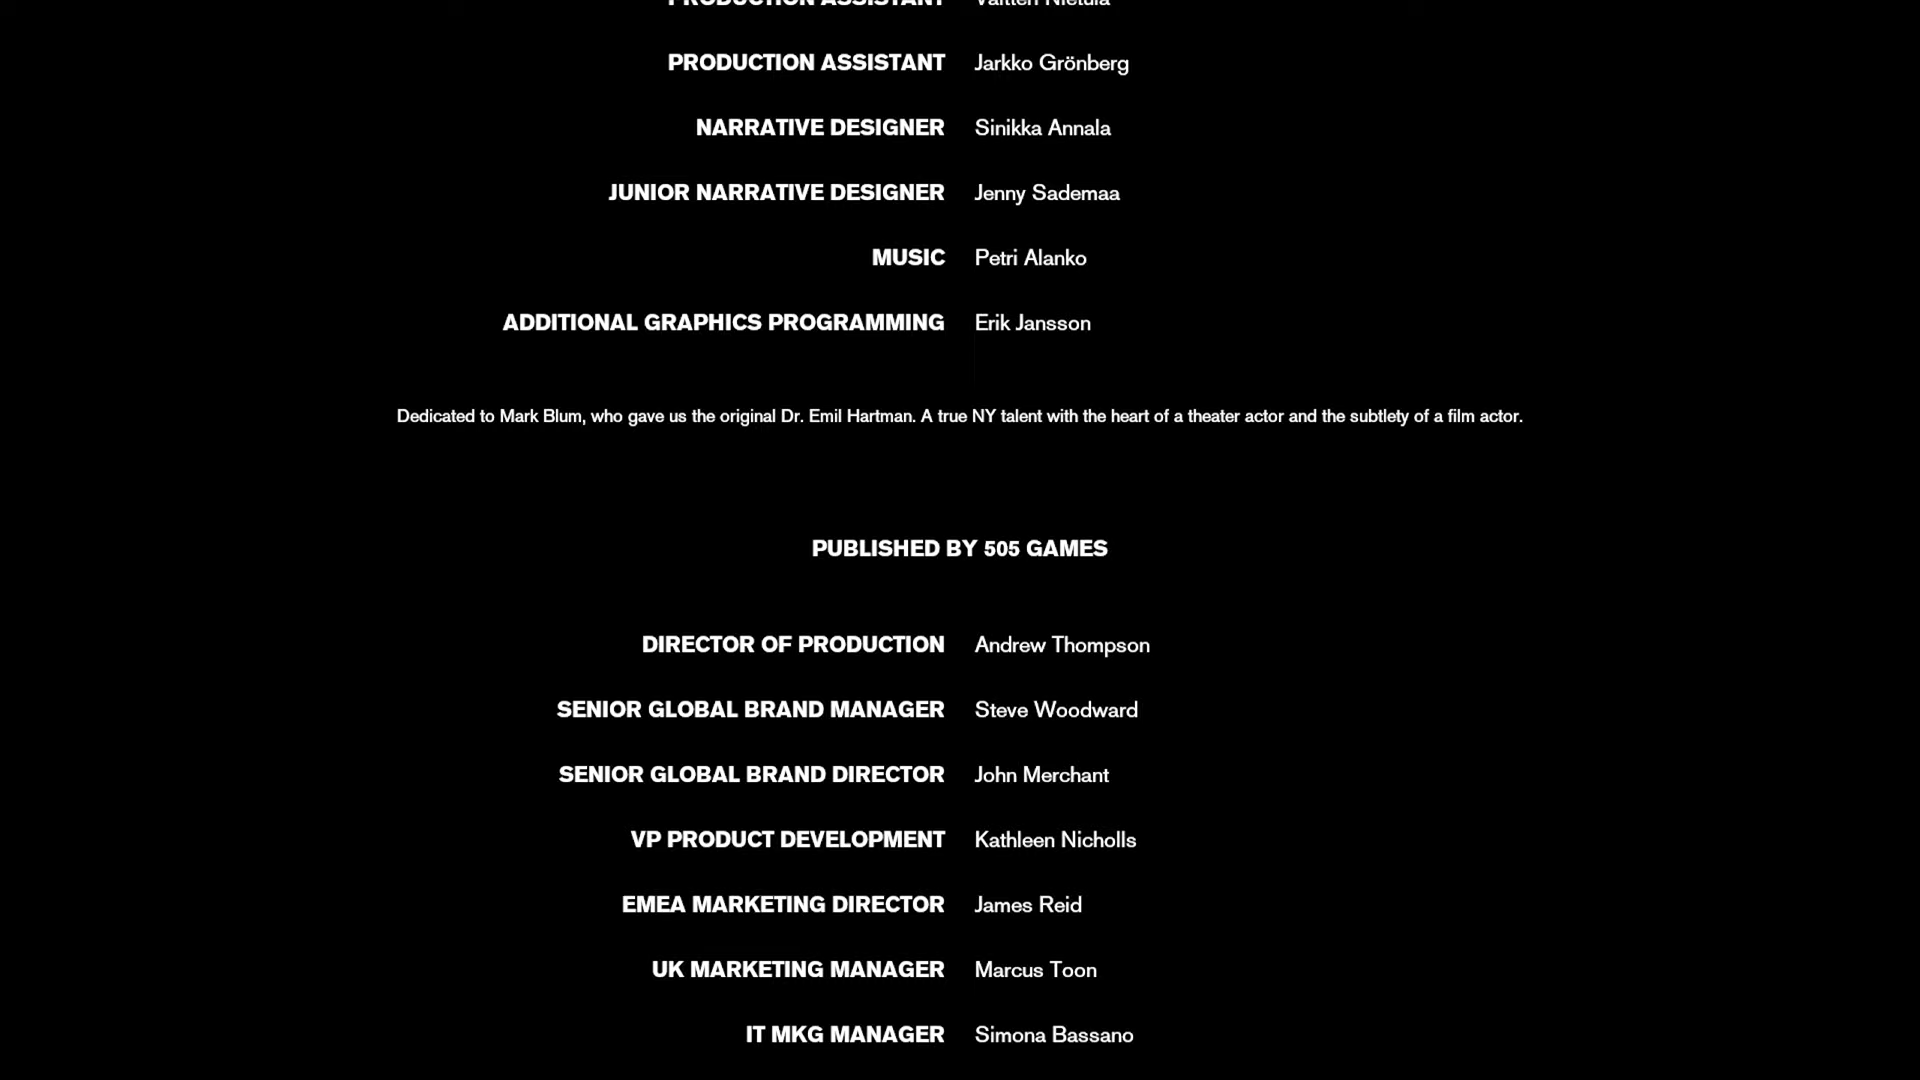 PRODUCTION ASSISTANT Valtteri Nietula
PRODUCTION ASSISTANT Jarkko Grönberg
NARRATIVE DESIGNER Sinikka Annala
JUNIOR NARRATIVE DESIGNER Jenny Sademaa
MUSIC Petri Alanko
ADDITIONAL GRAPHICS PROGRAMMING Erik Jansson
Dedicated to Mark Blum, who gave us the original Dr. Emil Hartman. A true NY talent with the heart of a theater actor and the subtlety of a film actor.
PUBLISHED BY 505 GAMES
DIRECTOR OF PRODUCTION Andrew Thompson
SENIOR GLOBAL BRAND MANAGER Steve Woodward
SENIOR GLOBAL BRAND DIRECTOR John Merchant
VP PRODUCT DEVELOPMENT Kathleen Nicholls
EMEA MARKETING DIRECTOR James Reid
UK MARKETING MANAGER Marcus Toon
IT MKG MANAGER Simona Bassano